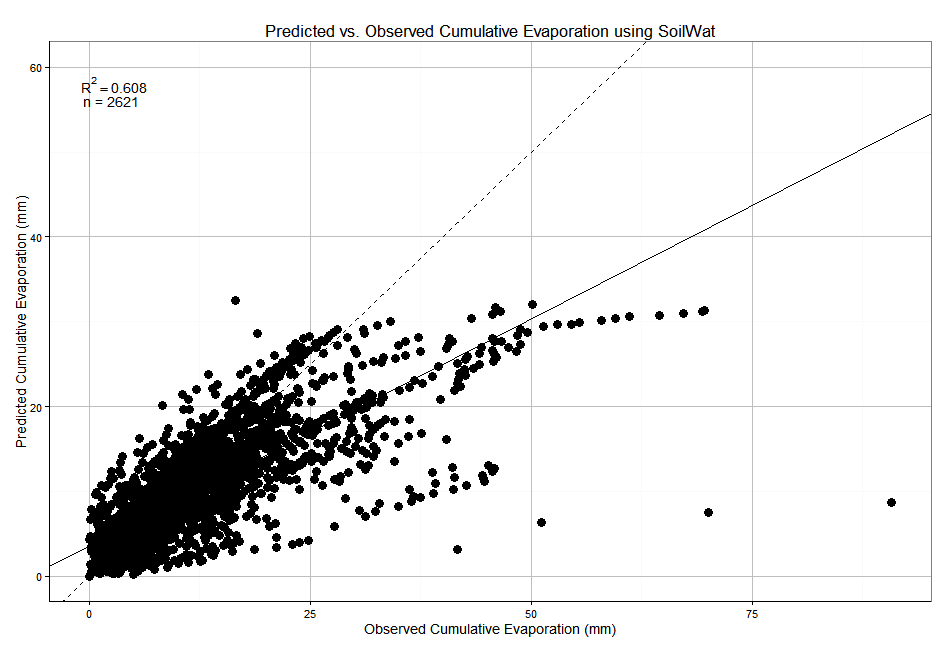 Predicted vs. Observed Cumulative Evaporation using SoilWat
R² = 0.608
n = 2621
Predicted Cumulative Evaporation (mm)
60
40
20
0
0 25 50 75
Observed Cumulative Evaporation (mm)